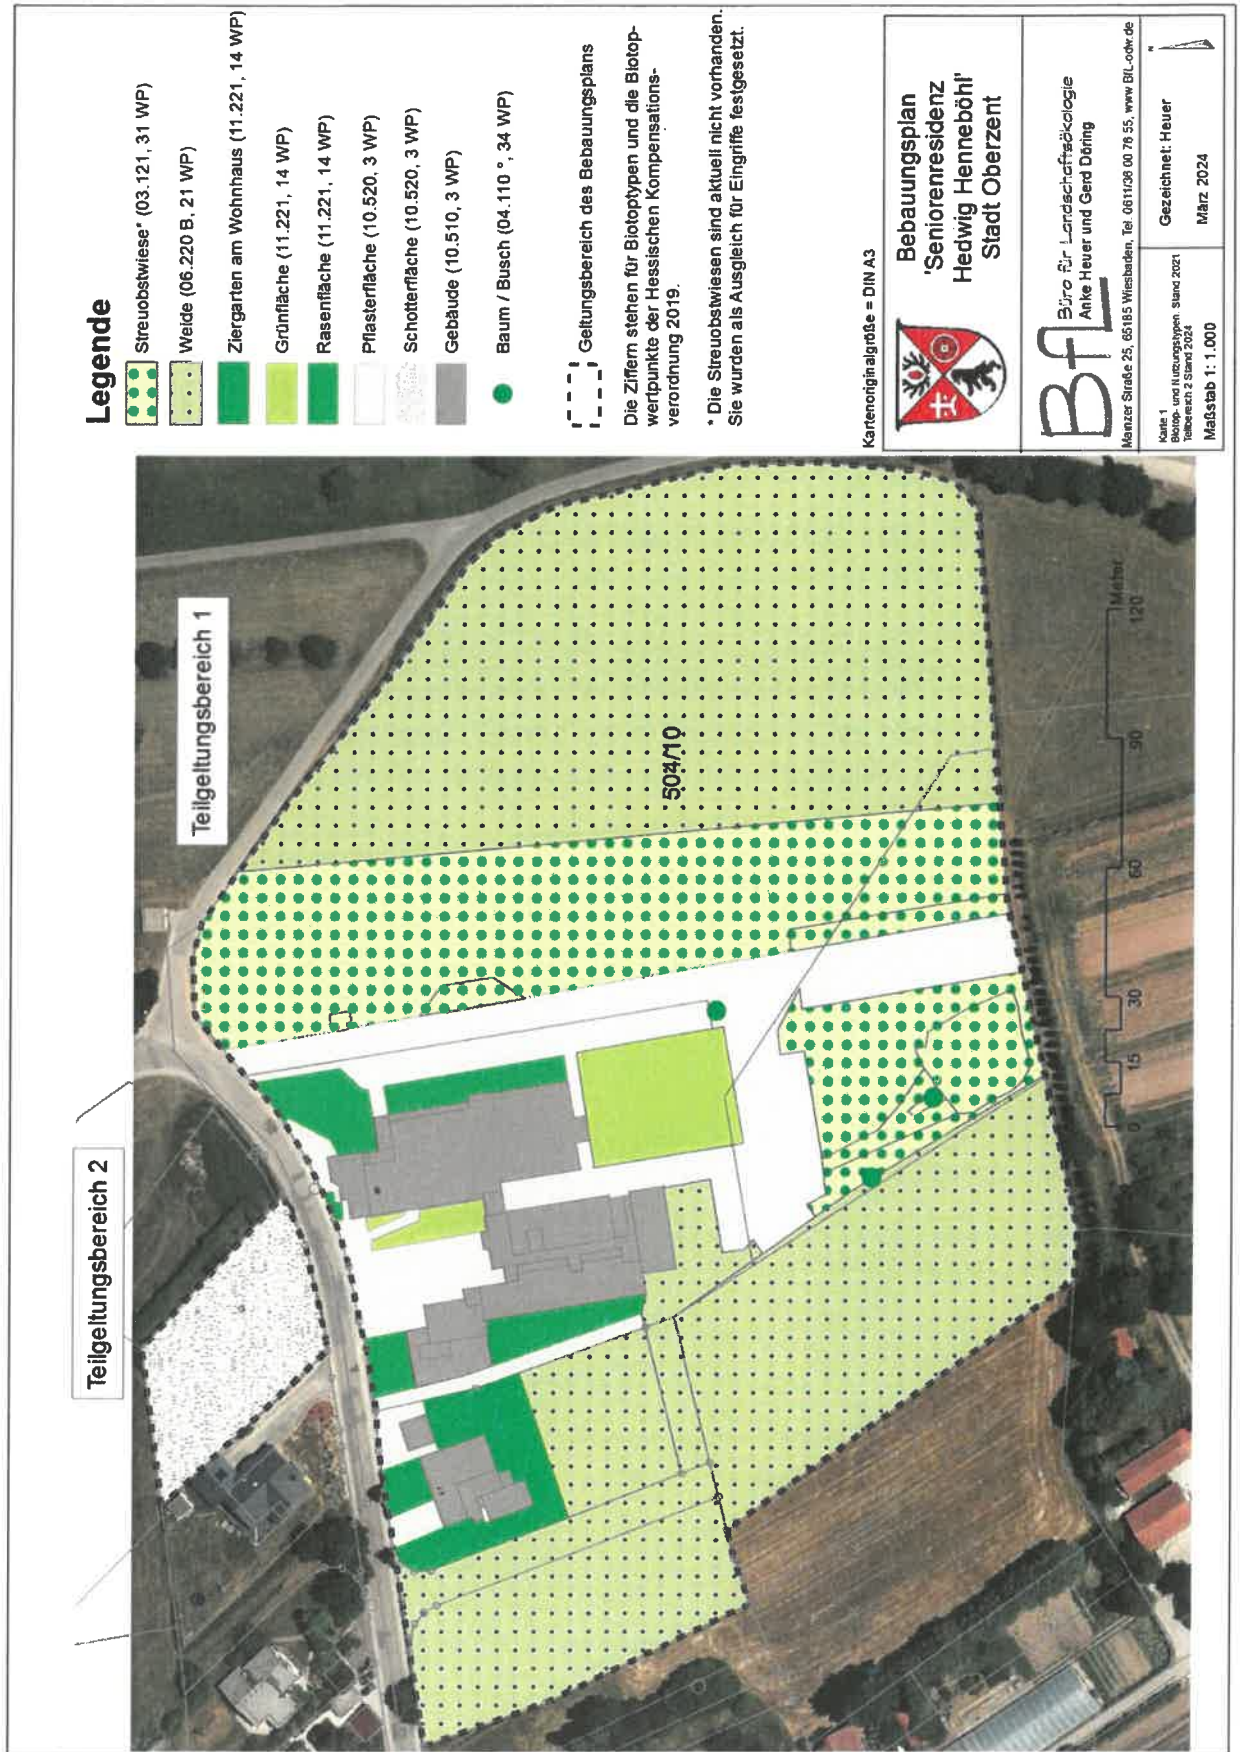 Legende
Streuobstwiese* (03.121, 31 WP)
Weide (06.220 B, 21 WP)
Ziergarten am Wohnhaus (11.221, 14 WP)
Grünfläche (11.221, 14 WP)
Rasenfläche (11.221, 14 WP)
Pflasterfläche (10.520, 3 WP)
Schotterfläche (10.520, 3 WP)
Gebäude (10.510, 3 WP)
Baum / Busch (04.110 °, 34 WP)
Geltungsbereich des Bebauungsplans
Die Ziffern stehen für Biotoptypen und die Biotop-
wertpunkte der Hessischen Kompensations-
verordnung 2019.
* Die Streuobstwiesen sind aktuell nicht vorhanden.
Sie wurden als Ausgleich für Eingriffe festgesetzt.
Kartenoriginalgröße = DIN A3
Bebauungsplan
'Seniorenresidenz
Hedwig Henneböhl'
Stadt Oberzent
BfL
Büro für Landschaftsökologie
Anke Heuer und Gerd Döring
Mainzer Straße 25, 65185 Wiesbaden, Tel. 0611/36 00 76 55, www BfL-odw.de
Karte 1
Biotop- und Nutzungstypen, Stand 2021
Teilbereich 2 Stand 2024
Maßstab 1: 1.000
Gezeichnet: Heuer
März 2024
N
Teilgeltungsbereich 2
Teilgeltungsbereich 1
504/10
0 15 30 60 90 120
Meter